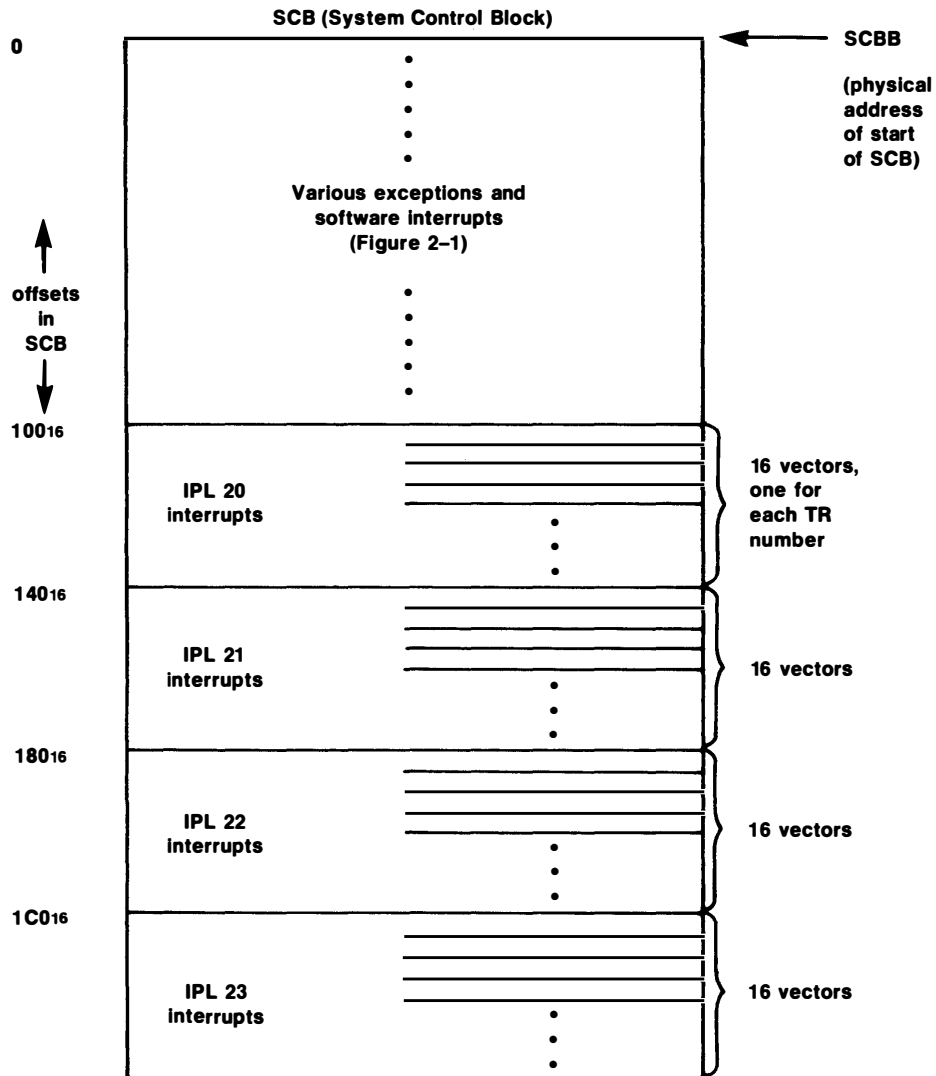 SCB (System Control Block)
0
SCBB
(physical
address
of start
of SCB)
Various exceptions and
software interrupts
(Figure 2–1)
offsets
in
SCB
10016
IPL 20
interrupts
16 vectors,
one for
each TR
number
14016
IPL 21
interrupts
16 vectors
18016
IPL 22
interrupts
16 vectors
1C016
IPL 23
interrupts
16 vectors